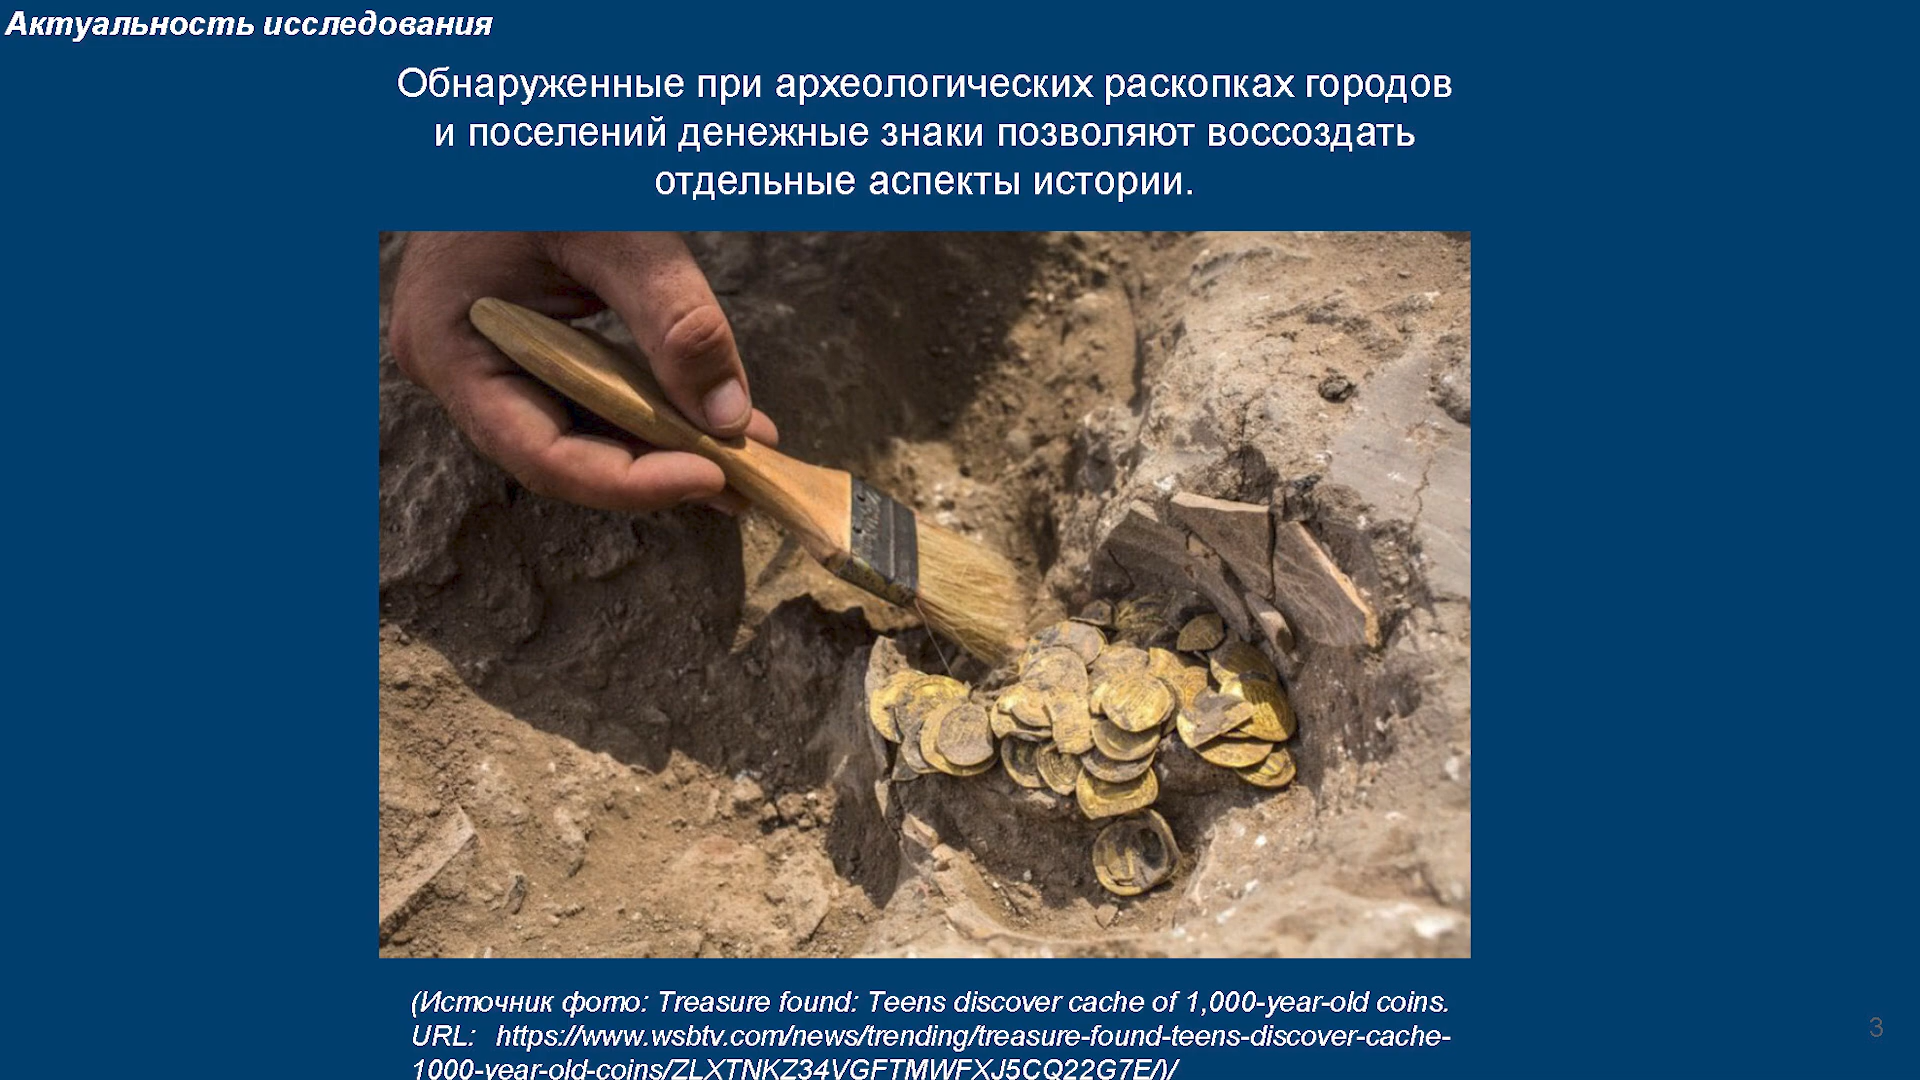 Актуальность исследования
Обнаруженные при археологических раскопках городов
и поселений денежные знаки позволяют воссоздать
отдельные аспекты истории.
(Источник фото: Treasure found: Teens discover cache of 1,000-year-old coins.
URL: https://www.wsbtv.com/news/trending/treasure-found-teens-discover-cache-
1000-year-old-coins/ZLXTNKZ34VGFTMWFXJ5CQ22G7E/)/
3